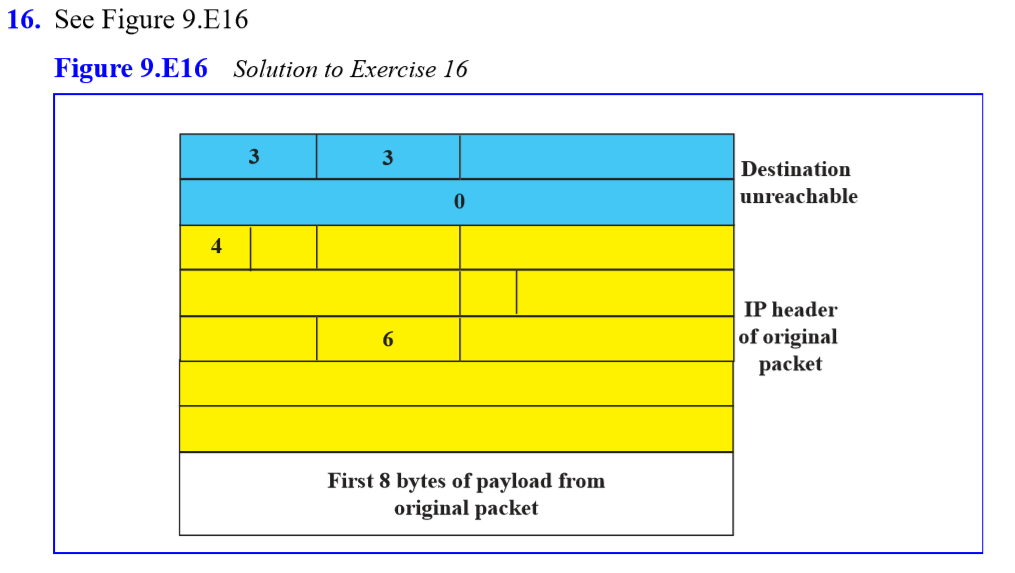 16. See Figure 9.E16
Figure 9.E16 Solution to Exercise 16
3 3
Destination
unreachable
0
4
IP header
of original
packet
6
First 8 bytes of payload from
original packet